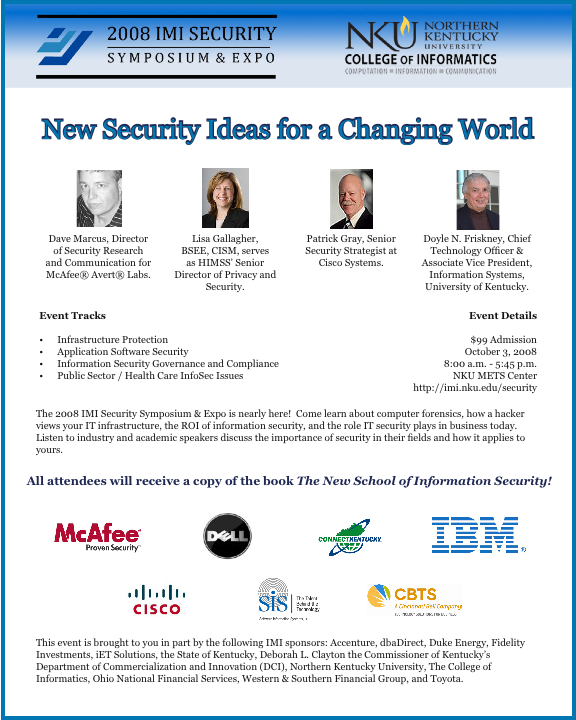 2008 IMI SECURITY
SYMPOSIUM & EXPO
NKU NORTHERN
KENTUCKY
UNIVERSITY
COLLEGE OF INFORMATICS
COMPUTATION INFORMATION COMMUNICATION
New Security Ideas for a Changing World
Dave Marcus, Director
of Security Research
and Communication for
McAfee® Avert® Labs.
Lisa Gallagher,
BSEE, CISM, serves
as HIMSS' Senior
Director of Privacy and
Security.
Patrick Gray, Senior
Security Strategist at
Cisco Systems.
Doyle N. Friskney, Chief
Technology Officer &
Associate Vice President,
Information Systems,
University of Kentucky.
Event Tracks
• Infrastructure Protection
• Application Software Security
• Information Security Governance and Compliance
• Public Sector / Health Care InfoSec Issues
Event Details
$99 Admission
October 3, 2008
8:00 a.m. - 5:45 p.m.
NKU METS Center
http://imi.nku.edu/security
The 2008 IMI Security Symposium & Expo is nearly here!  Come learn about computer forensics, how a hacker
views your IT infrastructure, the ROI of information security, and the role IT security plays in business today.
Listen to industry and academic speakers discuss the importance of security in their fields and how it applies to
yours.
All attendees will receive a copy of the book The New School of Information Security!
McAfee®
Proven Security™
DELL
CONNECTKENTUCKY
IBM®
CISCO
SIS The Talent
Behind the
Technology
CBTS
A Cincinnati Bell Company
This event is brought to you in part by the following IMI sponsors: Accenture, dbaDirect, Duke Energy, Fidelity
Investments, iET Solutions, the State of Kentucky, Deborah L. Clayton the Commissioner of Kentucky's
Department of Commercialization and Innovation (DCI), Northern Kentucky University, The College of
Informatics, Ohio National Financial Services, Western & Southern Financial Group, and Toyota.